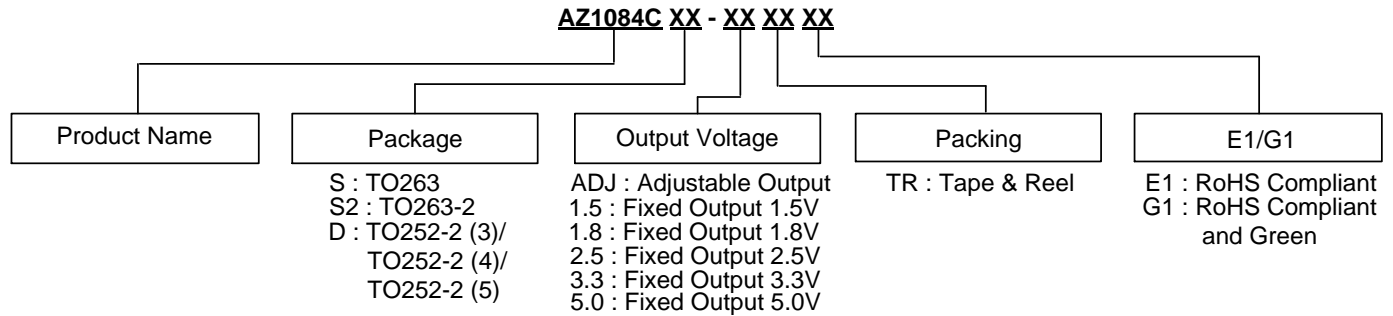 AZ1084C XX - XX XX XX
Product Name
Package
Output Voltage
Packing
E1/G1
S : TO263
S2 : TO263-2
D : TO252-2 (3)/
TO252-2 (4)/
TO252-2 (5)
ADJ : Adjustable Output
1.5 : Fixed Output 1.5V
1.8 : Fixed Output 1.8V
2.5 : Fixed Output 2.5V
3.3 : Fixed Output 3.3V
5.0 : Fixed Output 5.0V
TR : Tape & Reel
E1 : RoHS Compliant
G1 : RoHS Compliant
and Green